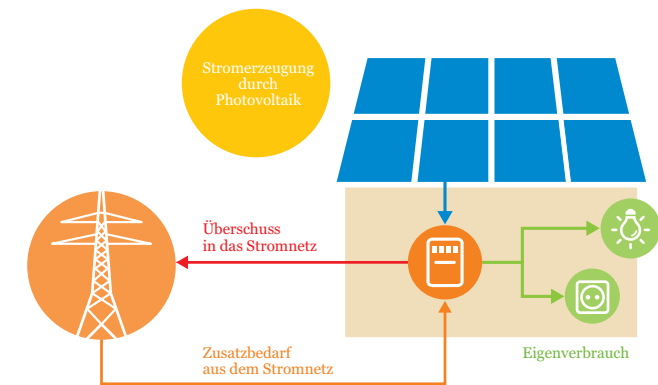 Stromerzeugung
durch
Photovoltaik
Überschuss
in das Stromnetz
Zusatzbedarf
aus dem Stromnetz
Eigenverbrauch